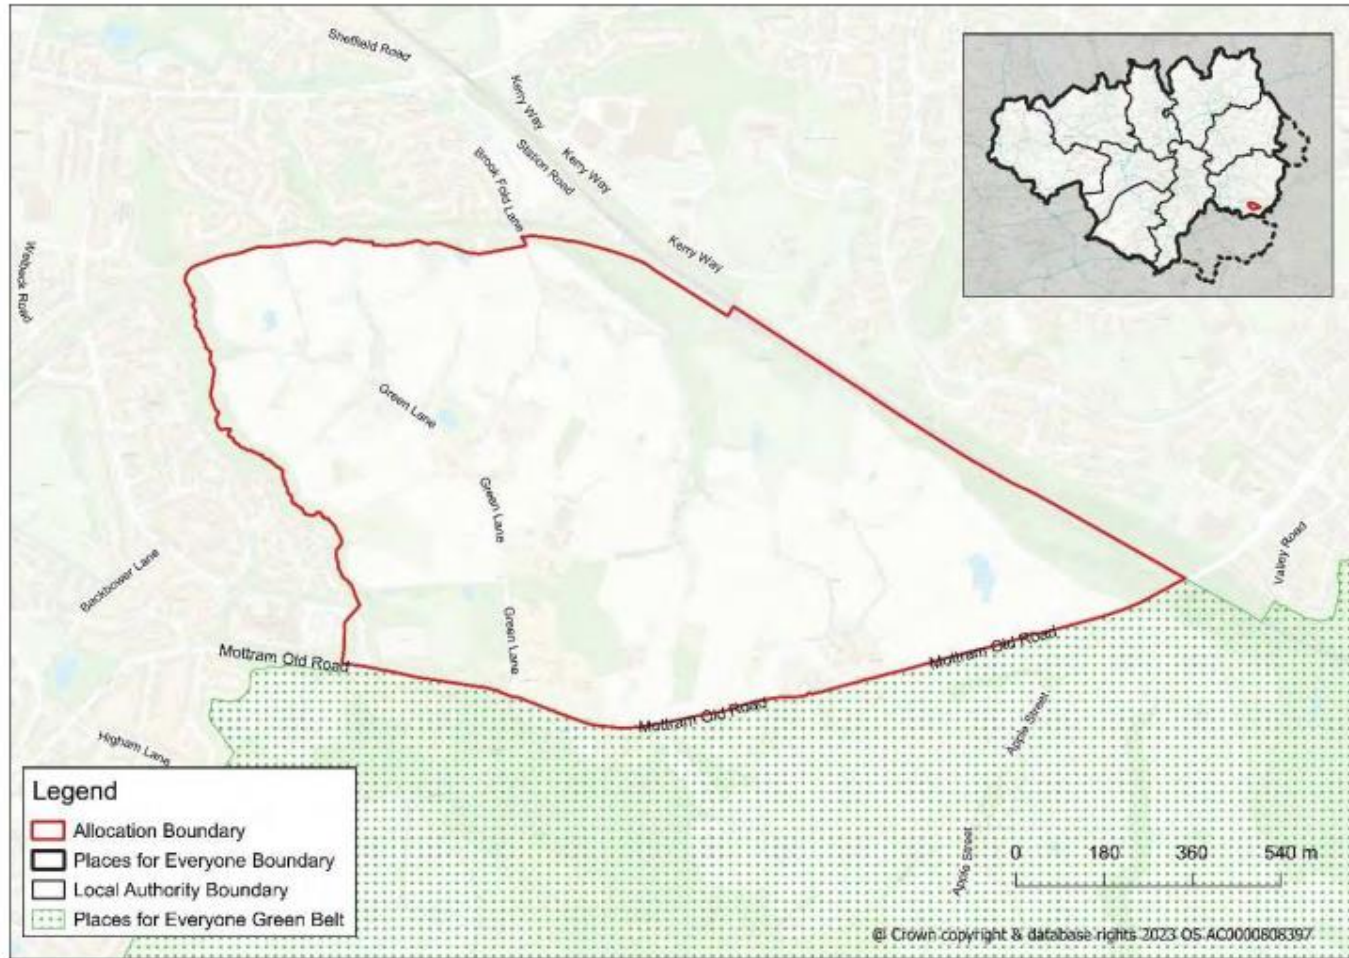 Sheffield Road
Kerry Way
Station Road
Kerry Way
Brook Fold Lane
Kerry Way
Welbeck Road
Green Lane
Green Lane
Backbower Lane
Valley Road
Green Lane
Mottram Old Road
Mottram Old Road
Mottram Old Road
Apple Street
Higham Lane
Apple Street
Legend
Allocation Boundary
Places for Everyone Boundary
Local Authority Boundary
Places for Everyone Green Belt
0 180 360 540 m
@ Crown copyright & database rights 2023 OS AC0000808397